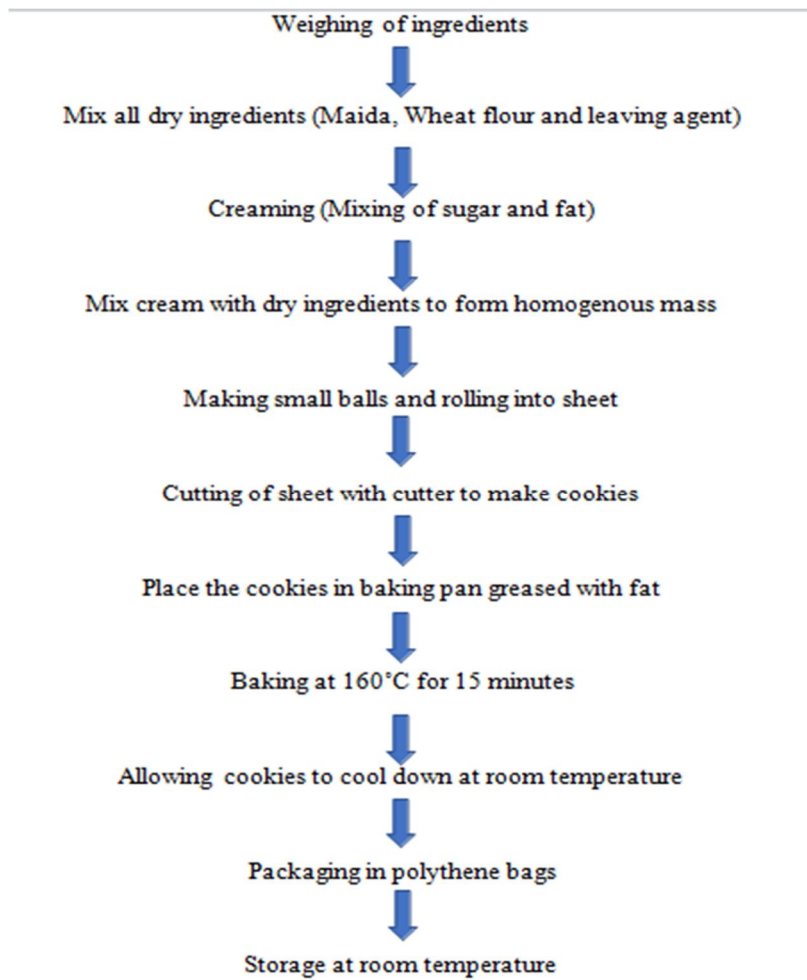 Weighing of ingredients
Mix all dry ingredients (Maida, Wheat flour and leaving agent)
Creaming (Mixing of sugar and fat)
Mix cream with dry ingredients to form homogenous mass
Making small balls and rolling into sheet
Cutting of sheet with cutter to make cookies
Place the cookies in baking pan greased with fat
Baking at 160°C for 15 minutes
Allowing cookies to cool down at room temperature
Packaging in polythene bags
Storage at room temperature